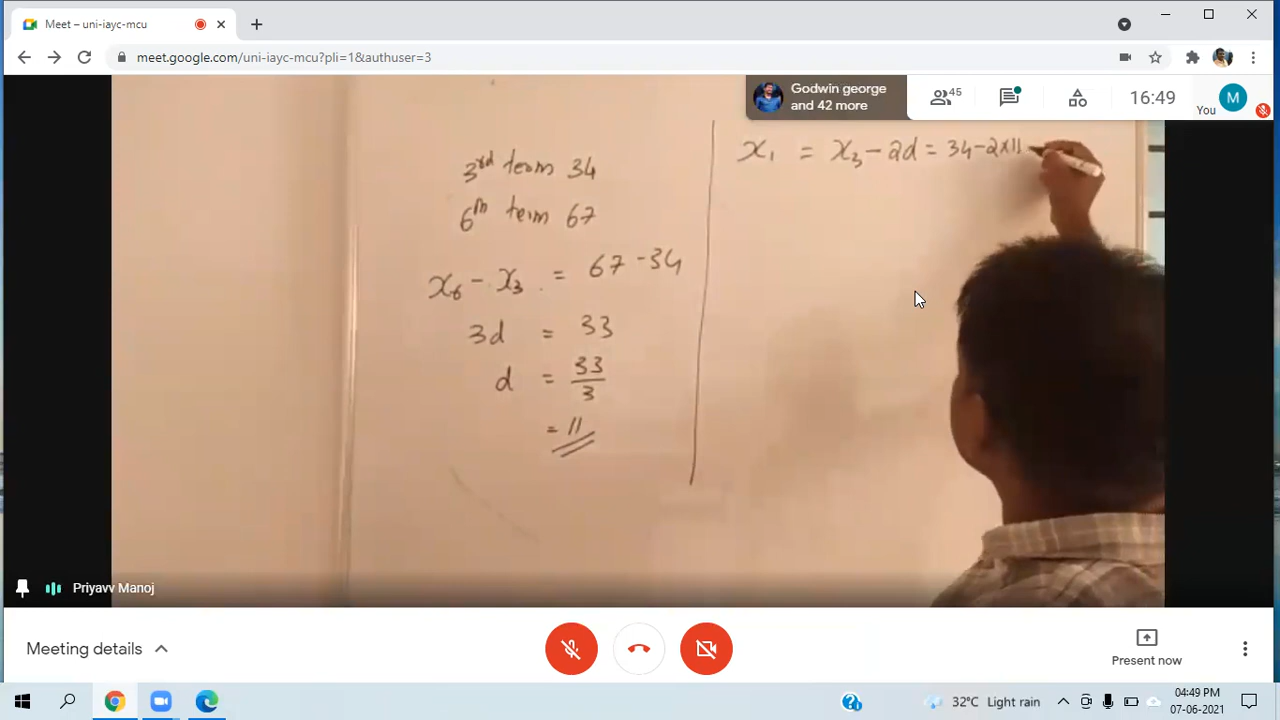 Meet – uni-iayc-mcu
meet.google.com/uni-iayc-mcu?pli=1&authuser=3
Godwin george
and 42 more
45
16:49
You
M
3rd term 34
6th term 67
x₆ – x₃ = 67 – 34
3d = 33
d = 33/3
= 11
x₁ = x₃ – 2d = 34 – 2×11
Priyavv Manoj
Meeting details
Present now
32°C Light rain
04:49 PM
07-06-2021